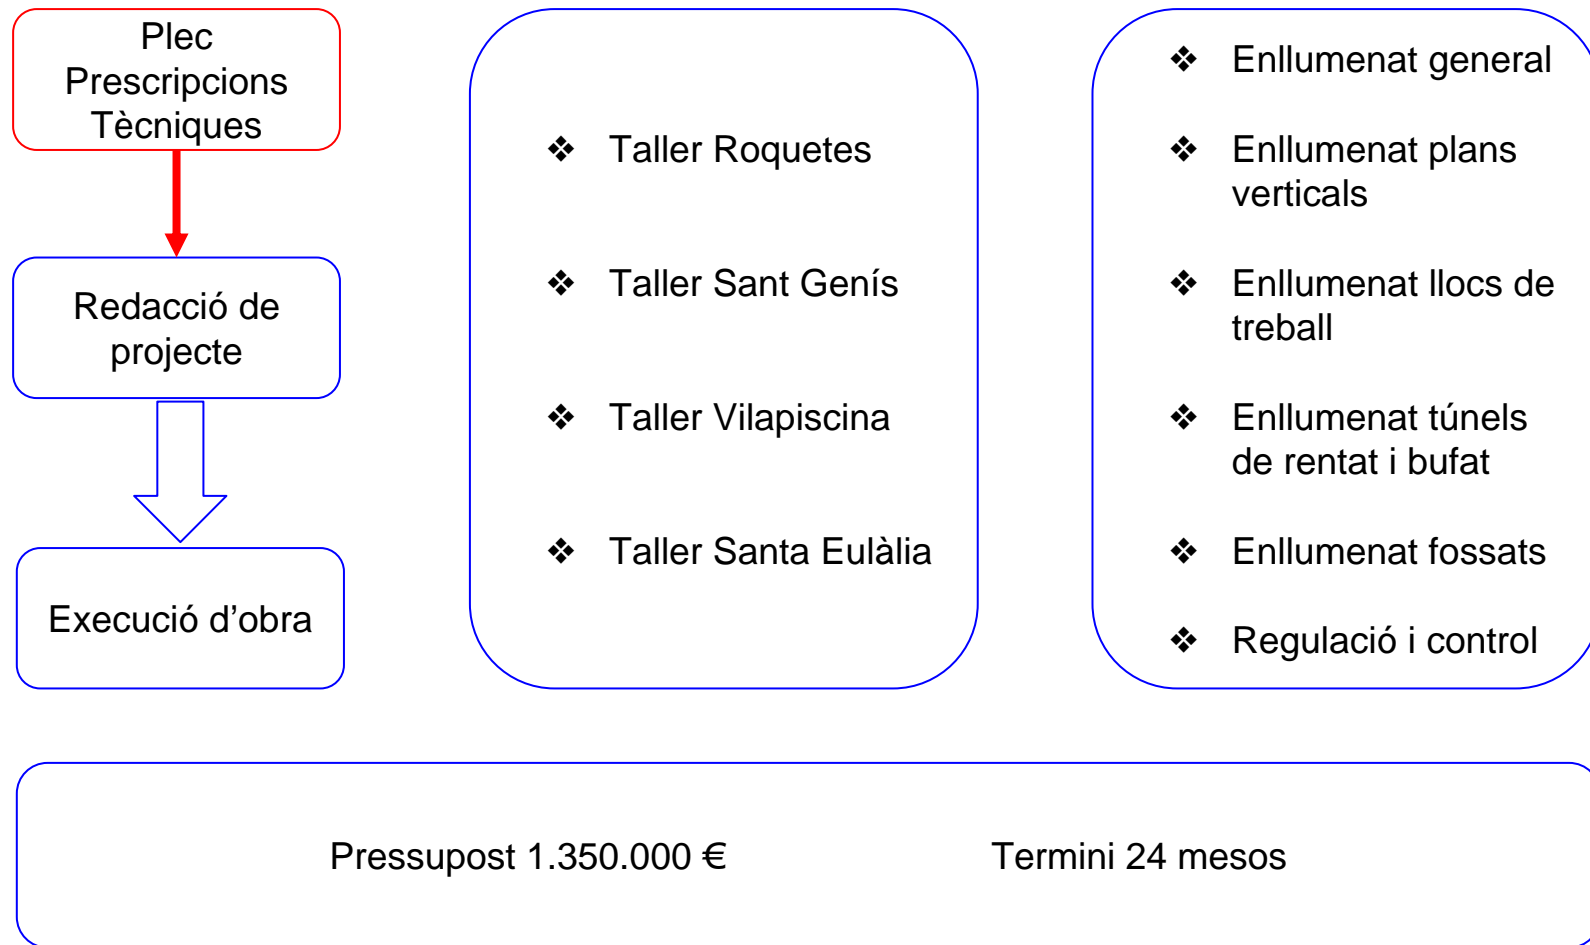 Plec
Prescripcions
Tècniques
Redacció de
projecte
Execució d’obra
❖ Taller Roquetes
❖ Taller Sant Genís
❖ Taller Vilapiscina
❖ Taller Santa Eulàlia
❖ Enllumenat general
❖ Enllumenat plans
verticals
❖ Enllumenat llocs de
treball
❖ Enllumenat túnels
de rentat i bufat
❖ Enllumenat fossats
❖ Regulació i control
Pressupost 1.350.000 € Termini 24 mesos